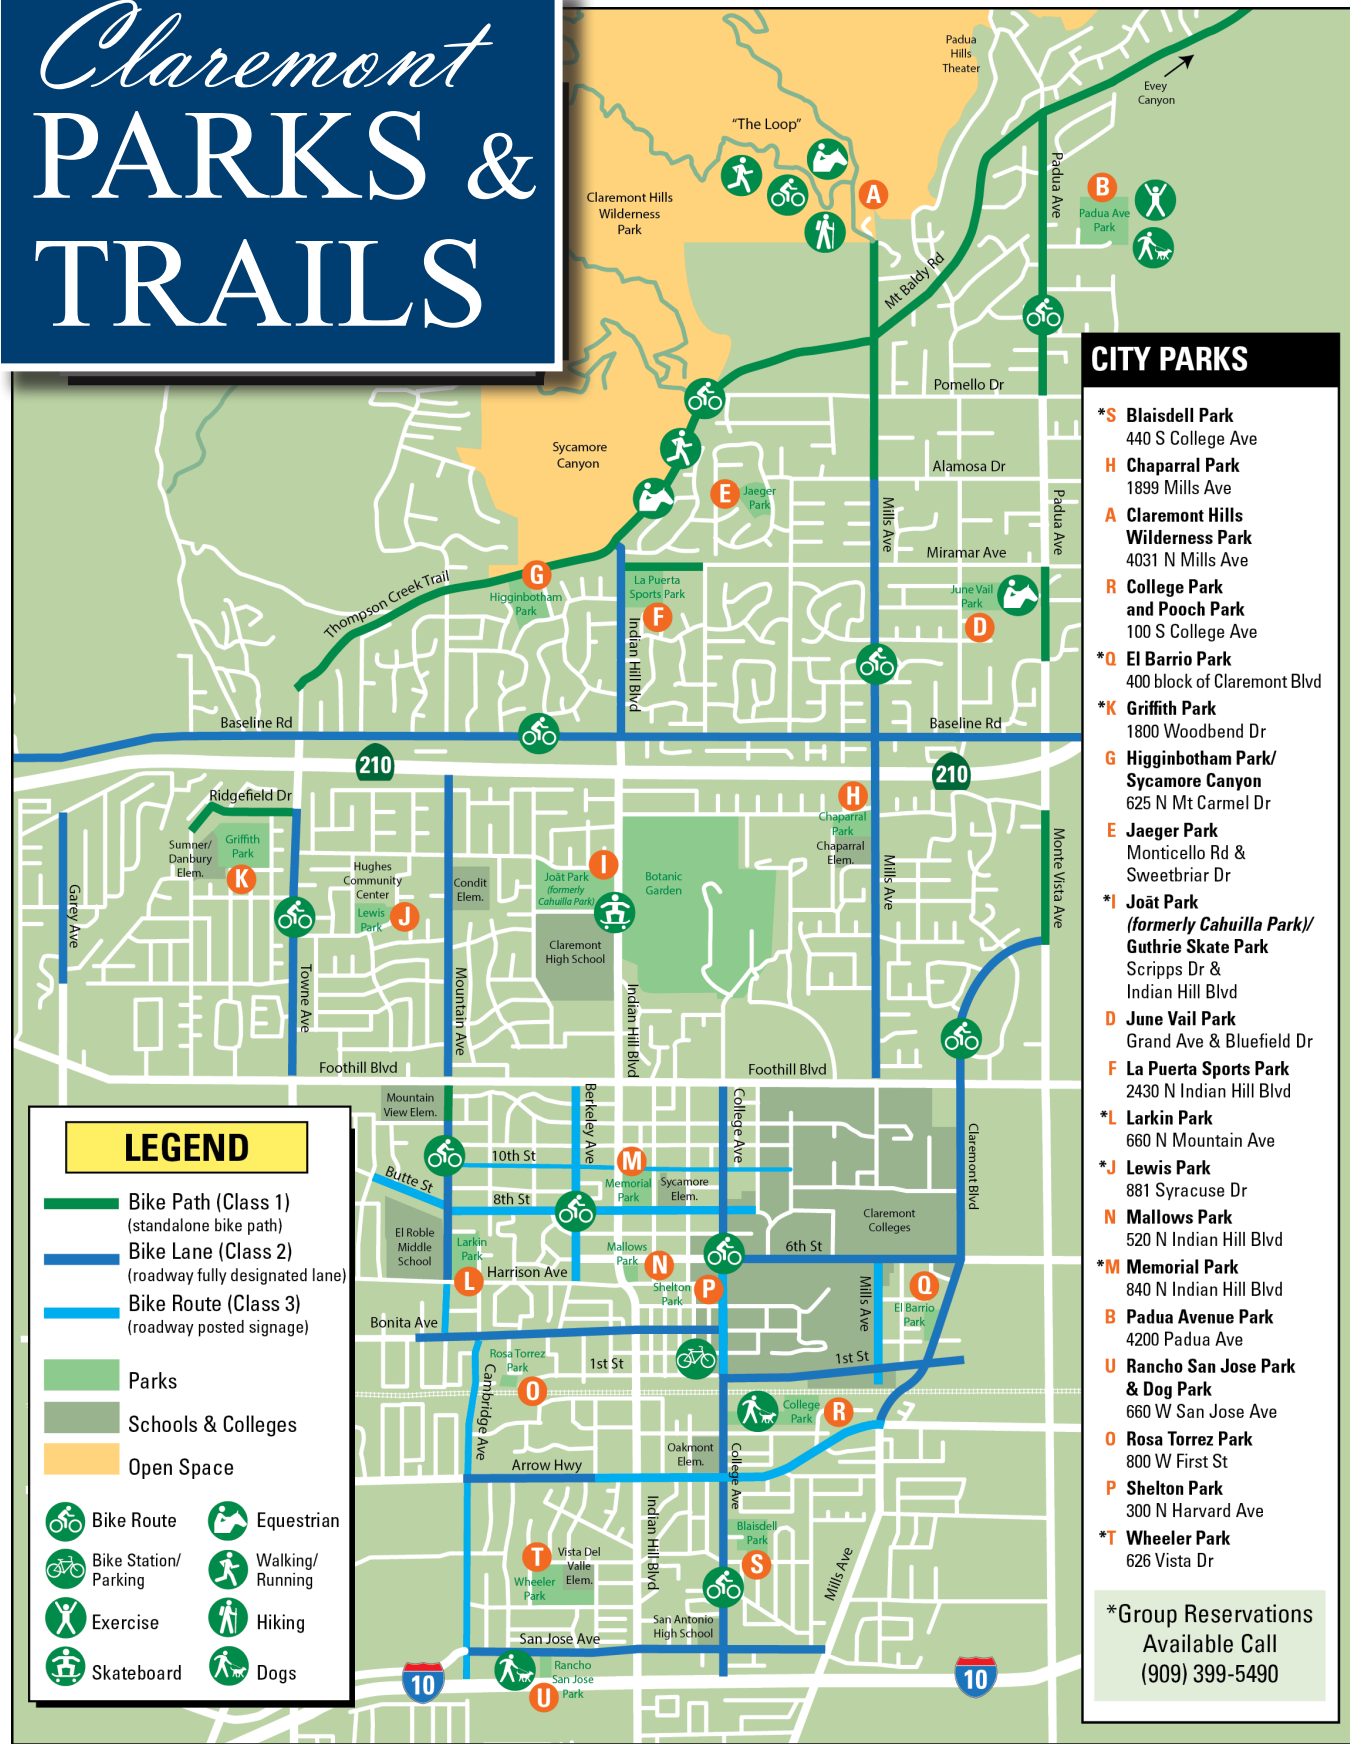 Claremont
PARKS &
TRAILS
Padua
Hills
Theater
Evey
Canyon
"The Loop"
Claremont Hills
Wilderness
Park
A
B
Padua Ave
Park
Padua Ave
Mt Baldy Rd
Pomello Dr
Sycamore
Canyon
Alamosa Dr
E
Jaeger
Park
Mills Ave
Padua Ave
Miramar Ave
Thompson Creek Trail
G
Higginbotham
Park
La Puerta
Sports Park
F
Indian Hill Blvd
June Vail
Park
D
Baseline Rd
Baseline Rd
210
210
Ridgefield Dr
Griffith
Park
Sumner/
Danbury
Elem.
K
Hughes
Community
Center
Lewis
Park
J
Condit
Elem.
Joāt Park
(formerly
Cahuilla Park)
I
Claremont
High School
Botanic
Garden
H
Chaparral
Park
Chaparral
Elem.
Mills Ave
Monte Vista Ave
Garey Ave
Towne Ave
Mountain Ave
Indian Hill Blvd
Foothill Blvd
Foothill Blvd
Mountain
View Elem.
Berkeley Ave
College Ave
Claremont Blvd
10th St
M
Memorial
Park
Sycamore
Elem.
Butte St
8th St
El Roble
Middle
School
Claremont
Colleges
Larkin
Park
L
Harrison Ave
Mallows
Park
N
Shelton
Park
P
6th St
Mills Ave
Q
El Barrio
Park
Bonita Ave
Rosa Torrez
Park
O
1st St
1st St
Cambridge Ave
College
Park
R
Oakmont
Elem.
College Ave
Arrow Hwy
Indian Hill Blvd
Blaisdell
Park
S
Mills Ave
T
Wheeler
Park
Vista Del
Valle
Elem.
San Antonio
High School
San Jose Ave
Rancho
San Jose
Park
U
10
10
LEGEND
Bike Path (Class 1)
(standalone bike path)
Bike Lane (Class 2)
(roadway fully designated lane)
Bike Route (Class 3)
(roadway posted signage)
Parks
Schools & Colleges
Open Space
Bike Route
Equestrian
Bike Station/
Parking
Walking/
Running
Exercise
Hiking
Skateboard
Dogs
CITY PARKS
*S Blaisdell Park
440 S College Ave
H Chaparral Park
1899 Mills Ave
A Claremont Hills
Wilderness Park
4031 N Mills Ave
R College Park
and Pooch Park
100 S College Ave
*Q El Barrio Park
400 block of Claremont Blvd
*K Griffith Park
1800 Woodbend Dr
G Higginbotham Park/
Sycamore Canyon
625 N Mt Carmel Dr
E Jaeger Park
Monticello Rd &
Sweetbriar Dr
*I Joāt Park
(formerly Cahuilla Park)/
Guthrie Skate Park
Scripps Dr &
Indian Hill Blvd
D June Vail Park
Grand Ave & Bluefield Dr
F La Puerta Sports Park
2430 N Indian Hill Blvd
*L Larkin Park
660 N Mountain Ave
*J Lewis Park
881 Syracuse Dr
N Mallows Park
520 N Indian Hill Blvd
*M Memorial Park
840 N Indian Hill Blvd
B Padua Avenue Park
4200 Padua Ave
U Rancho San Jose Park
& Dog Park
660 W San Jose Ave
O Rosa Torrez Park
800 W First St
P Shelton Park
300 N Harvard Ave
*T Wheeler Park
626 Vista Dr
*Group Reservations
Available Call
(909) 399-5490